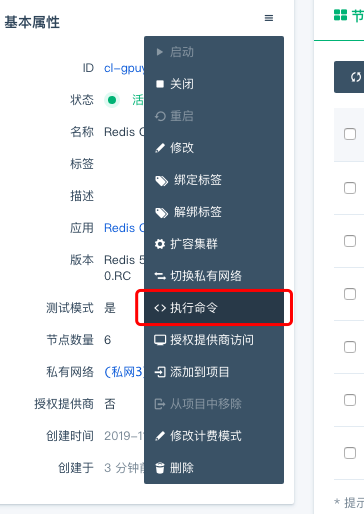 基本属性
节
ID cl-gpuy
状态 活
名称 Redis C
标签
描述
应用 Redis C
版本 Redis 5
0.RC
测试模式 是
节点数量 6
私有网络 (私网3
授权提供商 否
创建时间 2019-1
创建于 3 分钟前
启动
关闭
重启
修改
绑定标签
解绑标签
扩容集群
切换私有网络
执行命令
授权提供商访问
添加到项目
从项目中移除
修改计费模式
删除
* 提示